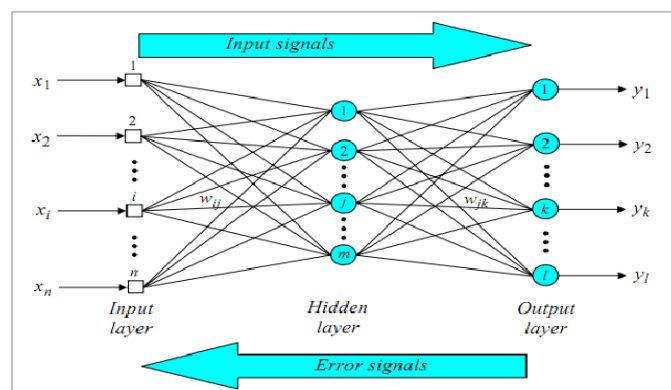 Input signals
1
x1
1
1
y1
2
x2
2
2
y2
i
xi
wij
j
wjk
k
yk
m
n
xn
l
yl
Input layer
Hidden layer
Output layer
Error signals